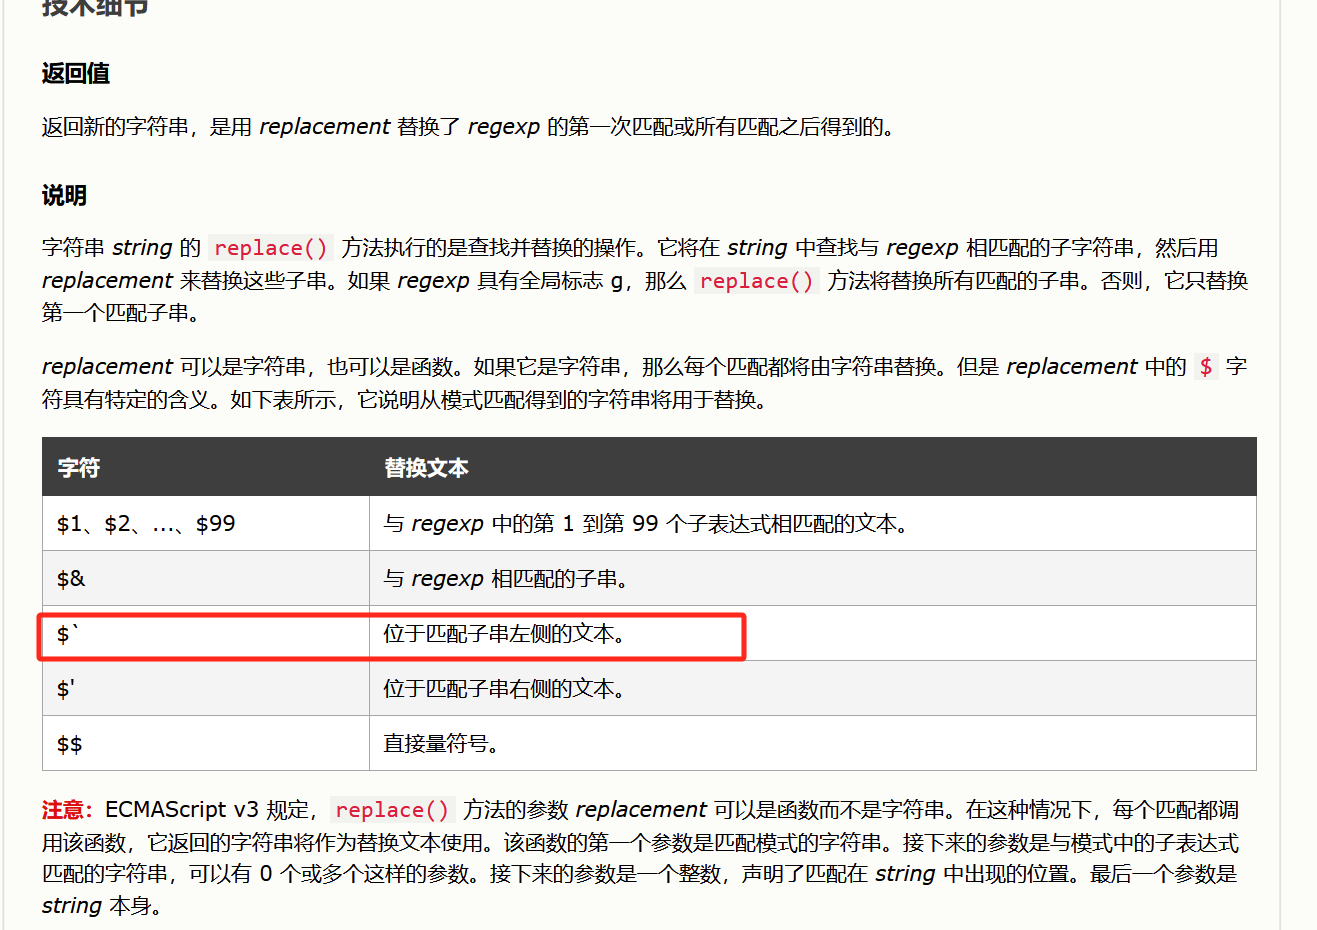 技术细节
返回值
返回新的字符串，是用 replacement 替换了 regexp 的第一次匹配或所有匹配之后得到的。
说明
字符串 string 的 replace() 方法执行的是查找并替换的操作。它将在 string 中查找与 regexp 相匹配的子字符串，然后用
replacement 来替换这些子串。如果 regexp 具有全局标志 g，那么 replace() 方法将替换所有匹配的子串。否则，它只替换
第一个匹配子串。
replacement 可以是字符串，也可以是函数。如果它是字符串，那么每个匹配都将由字符串替换。但是 replacement 中的 $ 字
符具有特定的含义。如下表所示，它说明从模式匹配得到的字符串将用于替换。
字符 替换文本
$1、$2、...、$99 与 regexp 中的第 1 到第 99 个子表达式相匹配的文本。
$& 与 regexp 相匹配的子串。
$` 位于匹配子串左侧的文本。
$' 位于匹配子串右侧的文本。
$$ 直接量符号。
注意：ECMAScript v3 规定，replace() 方法的参数 replacement 可以是函数而不是字符串。在这种情况下，每个匹配都调
用该函数，它返回的字符串将作为替换文本使用。该函数的第一个参数是匹配模式的字符串。接下来的参数是与模式中的子表达式
匹配的字符串，可以有 0 个或多个这样的参数。接下来的参数是一个整数，声明了匹配在 string 中出现的位置。最后一个参数是
string 本身。